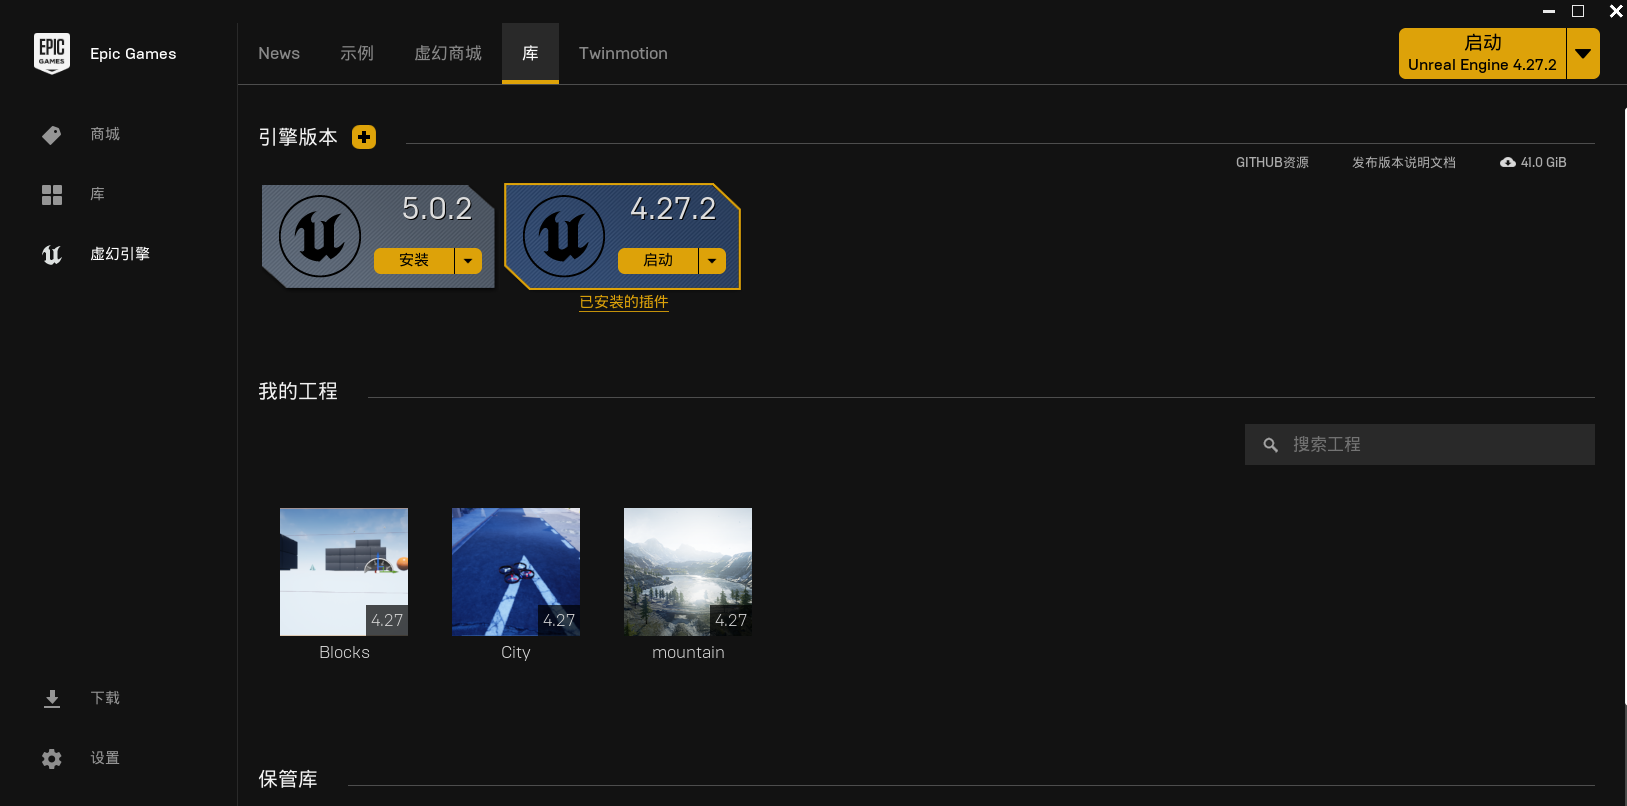 EPIC
GAMES
Epic Games
商城
库
虚幻引擎
下载
设置
News
示例
虚幻商城
库
Twinmotion
启动
Unreal Engine 4.27.2
引擎版本
GITHUB资源
发布版本说明文档
41.0 GiB
5.0.2
安装
4.27.2
启动
已安装的插件
我的工程
搜索工程
4.27
Blocks
4.27
City
4.27
mountain
保管库